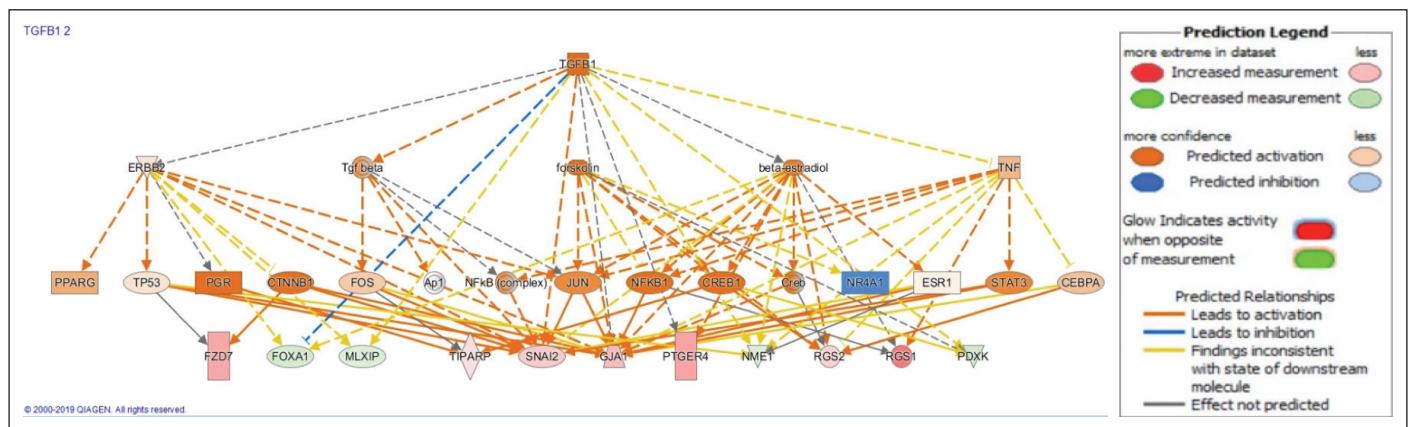 TGFB1 2
TGFB1
ERBB2 Tgf beta forskolin beta-estradiol TNF
PPARG TP53 PGR CTNNB1 FOS Ap1 NFkB (complex) JUN NFKB1 CREB1 Creb NR4A1 ESR1 STAT3 CEBPA
FZD7 FOXA1 MLXIP TIPARP SNAI2 GJA1 PTGER4 NME1 RGS2 RGS1 PDXK
© 2000-2019 QIAGEN. All rights reserved.
Prediction Legend
more extreme in dataset less
Increased measurement
Decreased measurement
more confidence less
Predicted activation
Predicted inhibition
Glow Indicates activity
when opposite
of measurement
Predicted Relationships
Leads to activation
Leads to inhibition
Findings inconsistent
with state of downstream
molecule
Effect not predicted